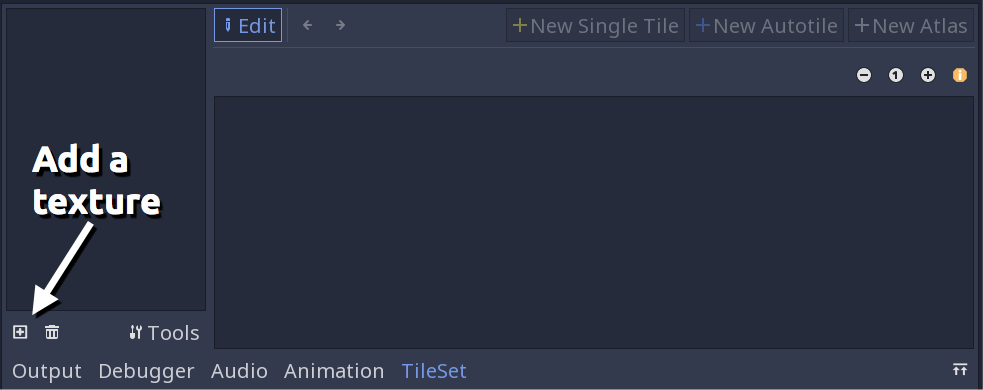 Edit
New Single Tile
New Autotile
New Atlas
1
Add a
texture
Tools
Output
Debugger
Audio
Animation
TileSet